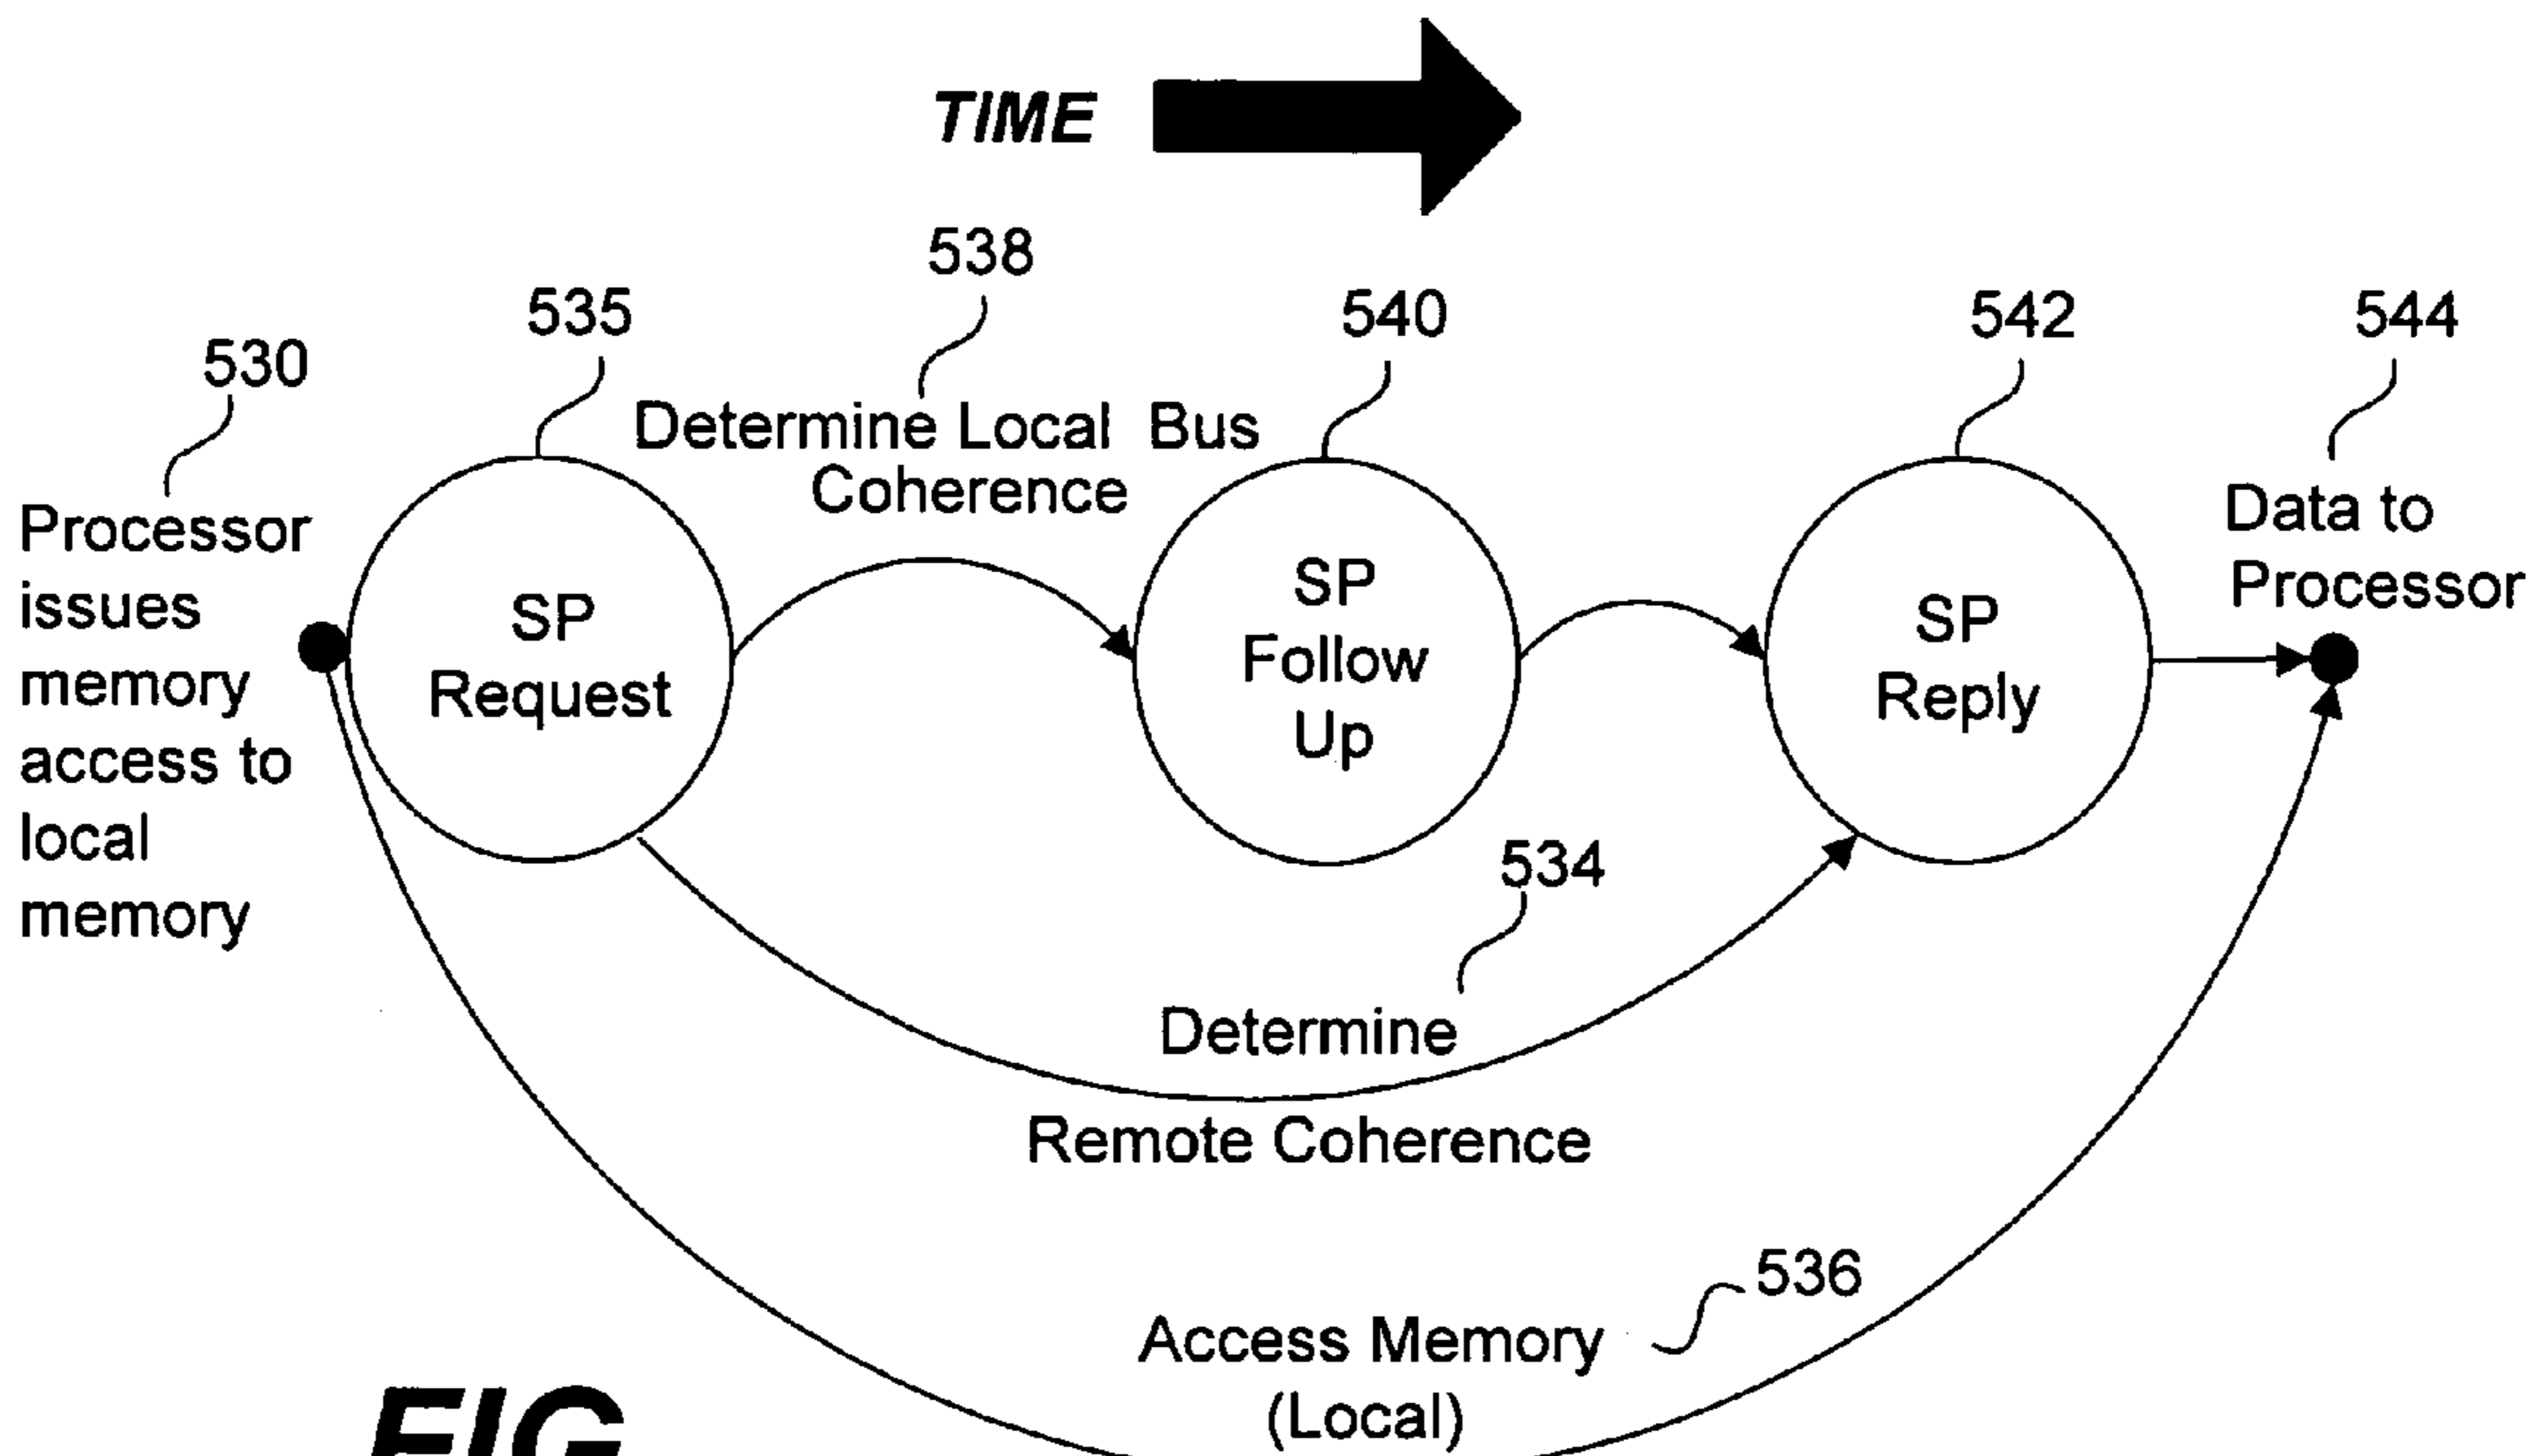 TIME
538
535
540
542
544
530
Determine Local Bus
Coherence
Processor
issues
memory
access to
local
memory
SP
Request
SP
Follow
Up
SP
Reply
Data to
Processor
534
Determine
Remote Coherence
536
Access Memory
(Local)
FIG